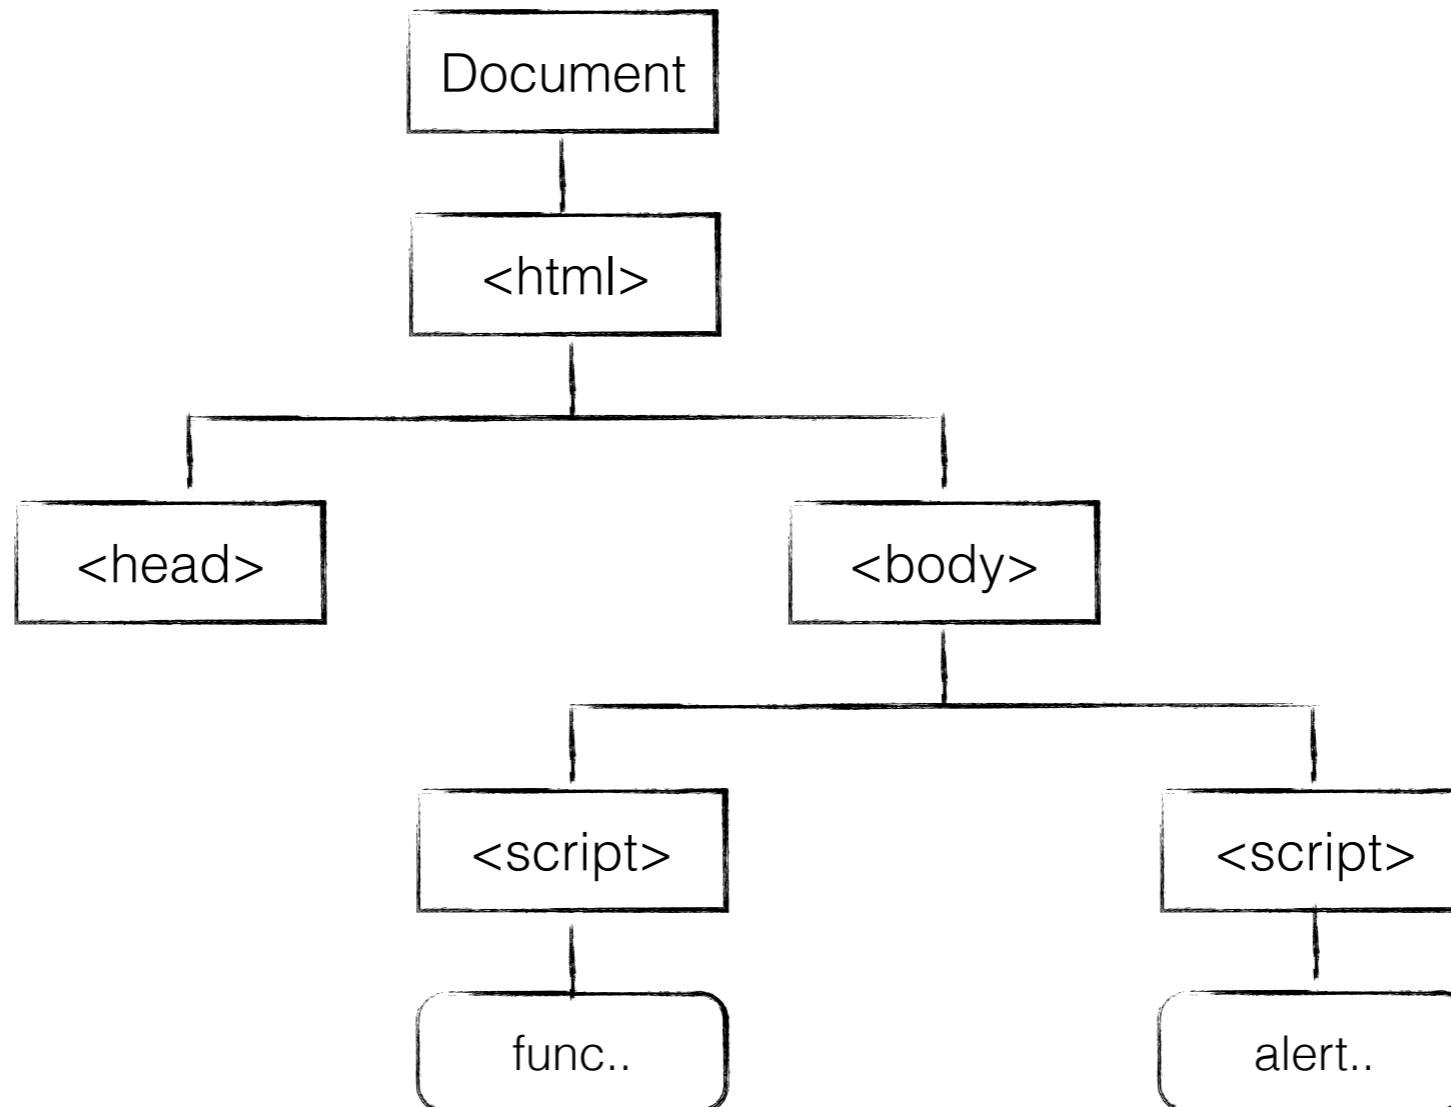 Document
<html>
<head>
<body>
<script>
<script>
func..
alert..